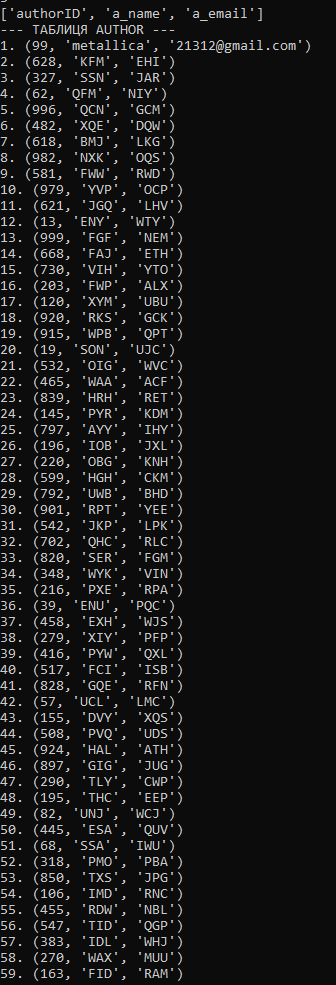 ['authorID', 'a_name', 'a_email']
--- ТАБЛИЦЯ AUTHOR ---
1. (99, 'metallica', '21312@gmail.com')
2. (628, 'KFM', 'EHI')
3. (327, 'SSN', 'JAR')
4. (62, 'QFM', 'NIY')
5. (996, 'QCN', 'GCM')
6. (482, 'XQE', 'DQW')
7. (618, 'BMJ', 'LKG')
8. (982, 'NXK', 'OQS')
9. (581, 'FWW', 'RWD')
10. (979, 'YVP', 'OCP')
11. (621, 'JGQ', 'LHV')
12. (13, 'ENY', 'WTY')
13. (999, 'FGF', 'NEM')
14. (668, 'FAJ', 'ETH')
15. (730, 'VIH', 'YTO')
16. (203, 'FWP', 'ALX')
17. (120, 'XYM', 'UBU')
18. (920, 'RKS', 'GCK')
19. (915, 'WPB', 'QPT')
20. (19, 'SON', 'UJC')
21. (532, 'OIG', 'WVC')
22. (465, 'WAA', 'ACF')
23. (839, 'HRH', 'RET')
24. (145, 'PYR', 'KDM')
25. (797, 'AYY', 'IHY')
26. (196, 'IOB', 'JXL')
27. (220, 'OBG', 'KNH')
28. (599, 'HGH', 'CKM')
29. (792, 'UWB', 'BHD')
30. (901, 'RPT', 'YEE')
31. (542, 'JKP', 'LPK')
32. (702, 'QHC', 'RLC')
33. (820, 'SER', 'FGM')
34. (348, 'WYK', 'VIN')
35. (216, 'PXE', 'RPA')
36. (39, 'ENU', 'PQC')
37. (458, 'EXH', 'WJS')
38. (279, 'XIY', 'PFP')
39. (416, 'PYW', 'QXL')
40. (517, 'FCI', 'ISB')
41. (828, 'GQE', 'RFN')
42. (57, 'UCL', 'LMC')
43. (155, 'DVY', 'XQS')
44. (508, 'PVQ', 'UDS')
45. (924, 'HAL', 'ATH')
46. (897, 'GIG', 'JUG')
47. (290, 'TLY', 'CWP')
48. (195, 'THC', 'EEP')
49. (82, 'UNJ', 'WCJ')
50. (445, 'ESA', 'QUV')
51. (68, 'SSA', 'IWU')
52. (318, 'PMO', 'PBA')
53. (850, 'TXS', 'JPG')
54. (106, 'IMD', 'RNC')
55. (455, 'RDW', 'NBL')
56. (547, 'TID', 'QGP')
57. (383, 'IDL', 'WHJ')
58. (270, 'WAX', 'MUU')
59. (163, 'FID', 'RAM')